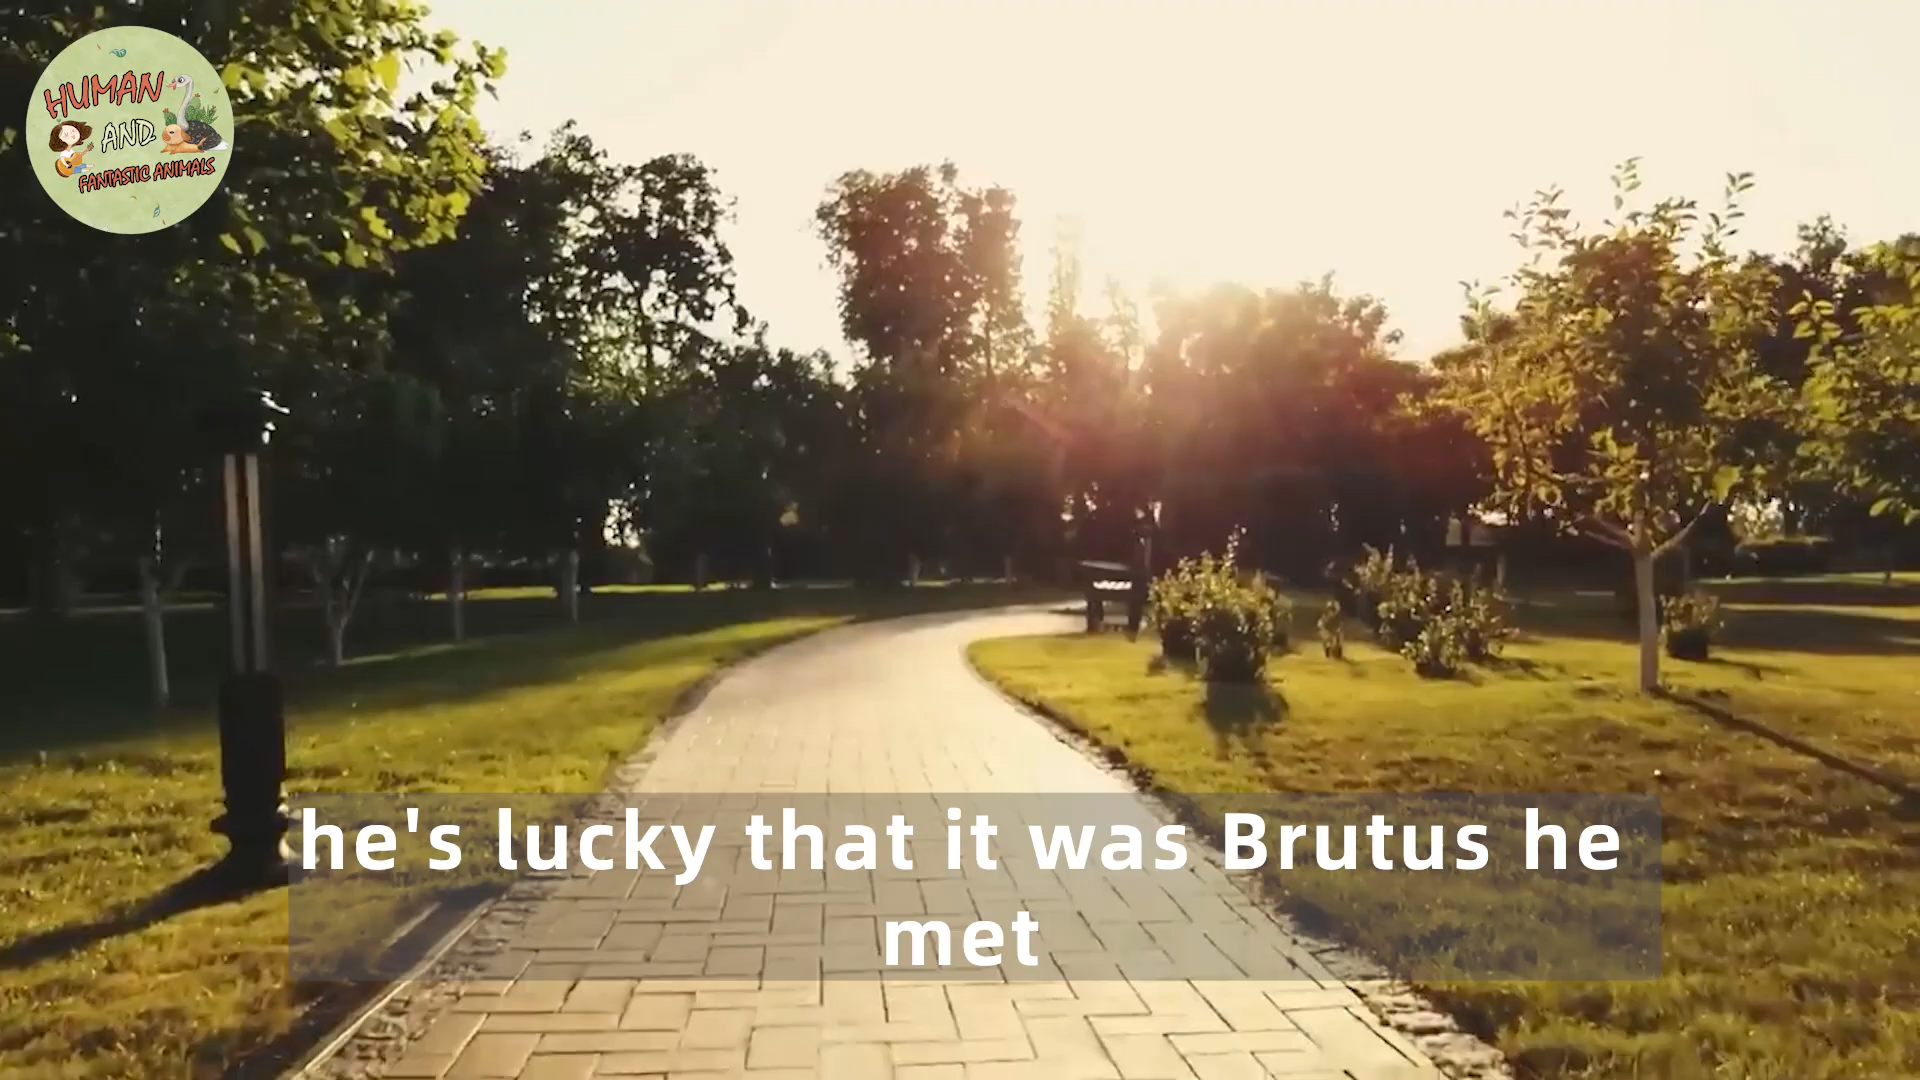 HUMAN
AND
FANTASTIC ANIMALS
he's lucky that it was Brutus he
met